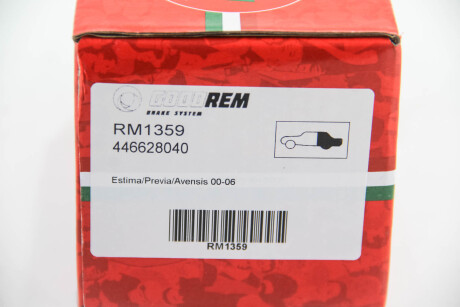 GOODREM
BRAKE SYSTEM
RM1359
446628040
Estima/Previa/Avensis 00-06
RM1359